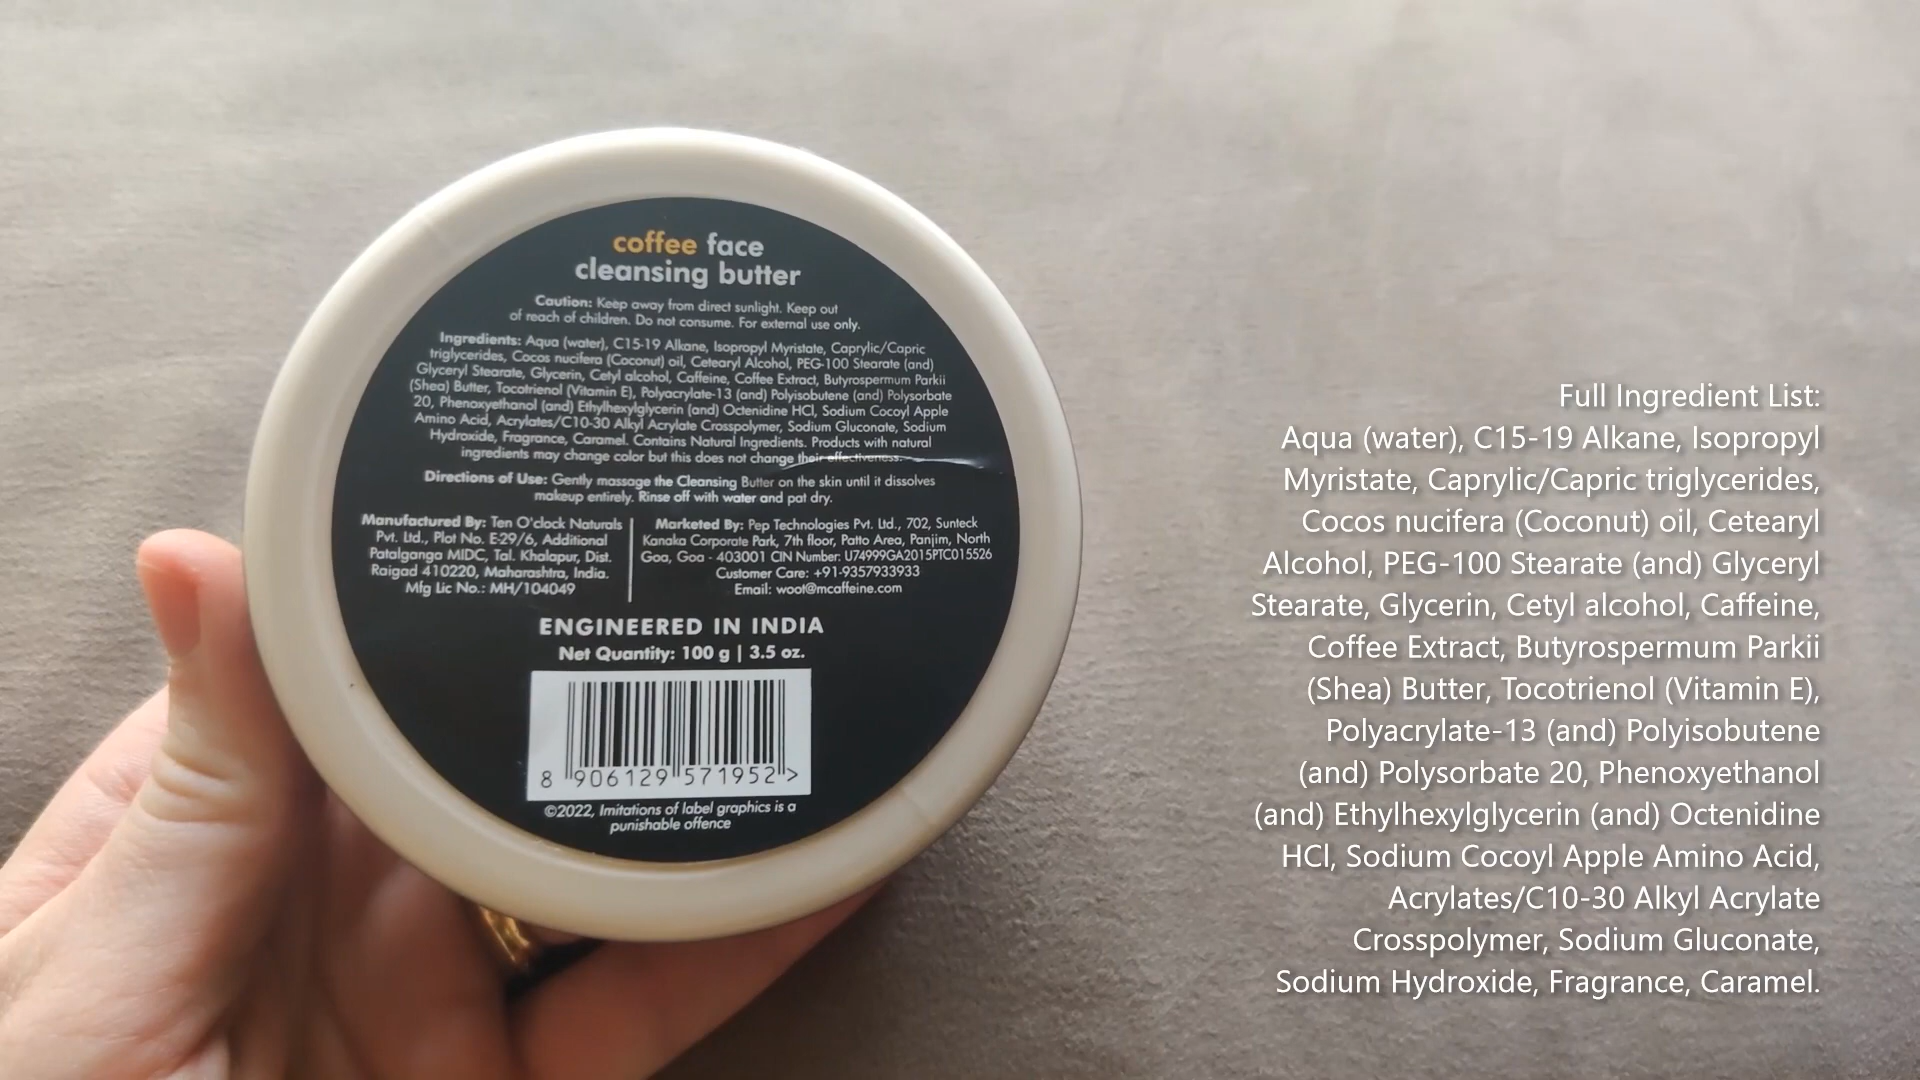 coffee face
cleansing butter
Caution: Keep away from direct sunlight. Keep out
of reach of children. Do not consume. For external use only.
Ingredients: Aqua (water), C15-19 Alkane, Isopropyl Myristate, Caprylic/Capric
triglycerides, Cocos nucifera (Coconut) oil, Cetearyl Alcohol, PEG-100 Stearate (and)
Glyceryl Stearate, Glycerin, Cetyl alcohol, Caffeine, Coffee Extract, Butyrospermum Parkii
(Shea) Butter, Tocotrienol (Vitamin E), Polyacrylate-13 (and) Polyisobutene (and) Polysorbate
20, Phenoxyethanol (and) Ethylhexylglycerin (and) Octenidine HCl, Sodium Cocoyl Apple
Amino Acid, Acrylates/C10-30 Alkyl Acrylate Crosspolymer, Sodium Gluconate, Sodium
Hydroxide, Fragrance, Caramel. Contains Natural Ingredients. Products with natural
ingredients may change color but this does not change their effectiveness.
Directions of Use: Gently massage the Cleansing Butter on the skin until it dissolves
makeup entirely. Rinse off with water and pat dry.
Manufactured By: Ten O'clock Naturals
Pvt. Ltd., Plot No. E-29/6, Additional
Patalganga MIDC, Tal. Khalapur, Dist.
Raigad 410220, Maharashtra, India.
Mfg Lic No.: MH/104049
Marketed By: Pep Technologies Pvt. Ltd., 702, Sunteck
Kanaka Corporate Park, 7th floor, Patto Area, Panjim, North
Goa, Goa - 403001 CIN Number: U74999GA2015PTC015526
Customer Care: +91-9357933933
Email: woot@mcaffeine.com
ENGINEERED IN INDIA
Net Quantity: 100 g | 3.5 oz.
8 906129 571952 >
©2022, Imitations of label graphics is a
punishable offence
Full Ingredient List:
Aqua (water), C15-19 Alkane, Isopropyl
Myristate, Caprylic/Capric triglycerides,
Cocos nucifera (Coconut) oil, Cetearyl
Alcohol, PEG-100 Stearate (and) Glyceryl
Stearate, Glycerin, Cetyl alcohol, Caffeine,
Coffee Extract, Butyrospermum Parkii
(Shea) Butter, Tocotrienol (Vitamin E),
Polyacrylate-13 (and) Polyisobutene
(and) Polysorbate 20, Phenoxyethanol
(and) Ethylhexylglycerin (and) Octenidine
HCl, Sodium Cocoyl Apple Amino Acid,
Acrylates/C10-30 Alkyl Acrylate
Crosspolymer, Sodium Gluconate,
Sodium Hydroxide, Fragrance, Caramel.